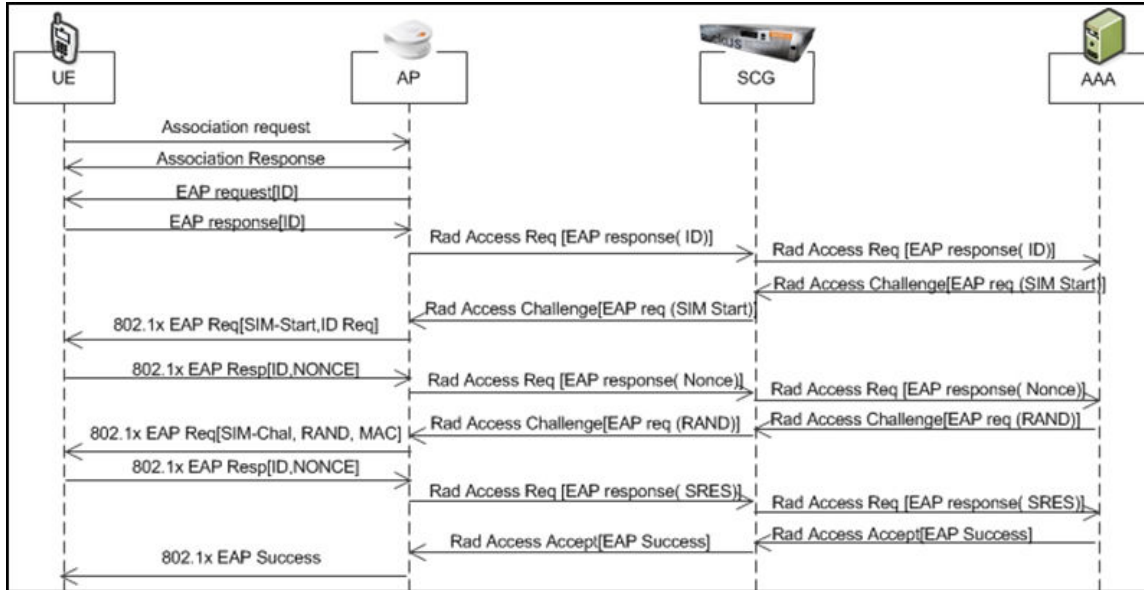 UE
AP
SCG
AAA
Association request
Association Response
EAP request[ID]
EAP response[ID]
Rad Access Req [EAP response( ID)]
Rad Access Req [EAP response( ID)]
Rad Access Challenge[EAP req (SIM Start)]
Rad Access Challenge[EAP req (SIM Start)]
802.1x EAP Req[SIM-Start,ID Req]
802.1x EAP Resp[ID,NONCE]
Rad Access Req [EAP response( Nonce)]
Rad Access Req [EAP response( Nonce)]
Rad Access Challenge[EAP req (RAND)]
Rad Access Challenge[EAP req (RAND)]
802.1x EAP Req[SIM-Chal, RAND, MAC]
802.1x EAP Resp[ID,NONCE]
Rad Access Req [EAP response( SRES)]
Rad Access Req [EAP response( SRES)]
Rad Access Accept[EAP Success]
Rad Access Accept[EAP Success]
802.1x EAP Success